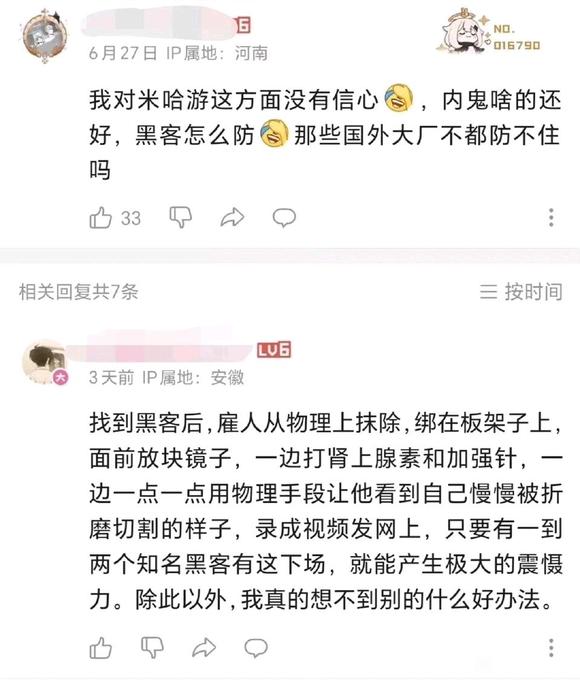 6
6月27日 IP属地：河南
NO.
016790
我对米哈游这方面没有信心，内鬼啥的还
好，黑客怎么防那些国外大厂不都防不住
吗
33
相关回复共7条
按时间
LV6
大
3天前 IP属地：安徽
找到黑客后，雇人从物理上抹除，绑在板架子上，
面前放块镜子，一边打肾上腺素和加强针，一
边一点一点用物理手段让他看到自己慢慢被折
磨切割的样子，录成视频发网上，只要有一到
两个知名黑客有这下场，就能产生极大的震慑
力。除此以外，我真的想不到别的什么好办法。